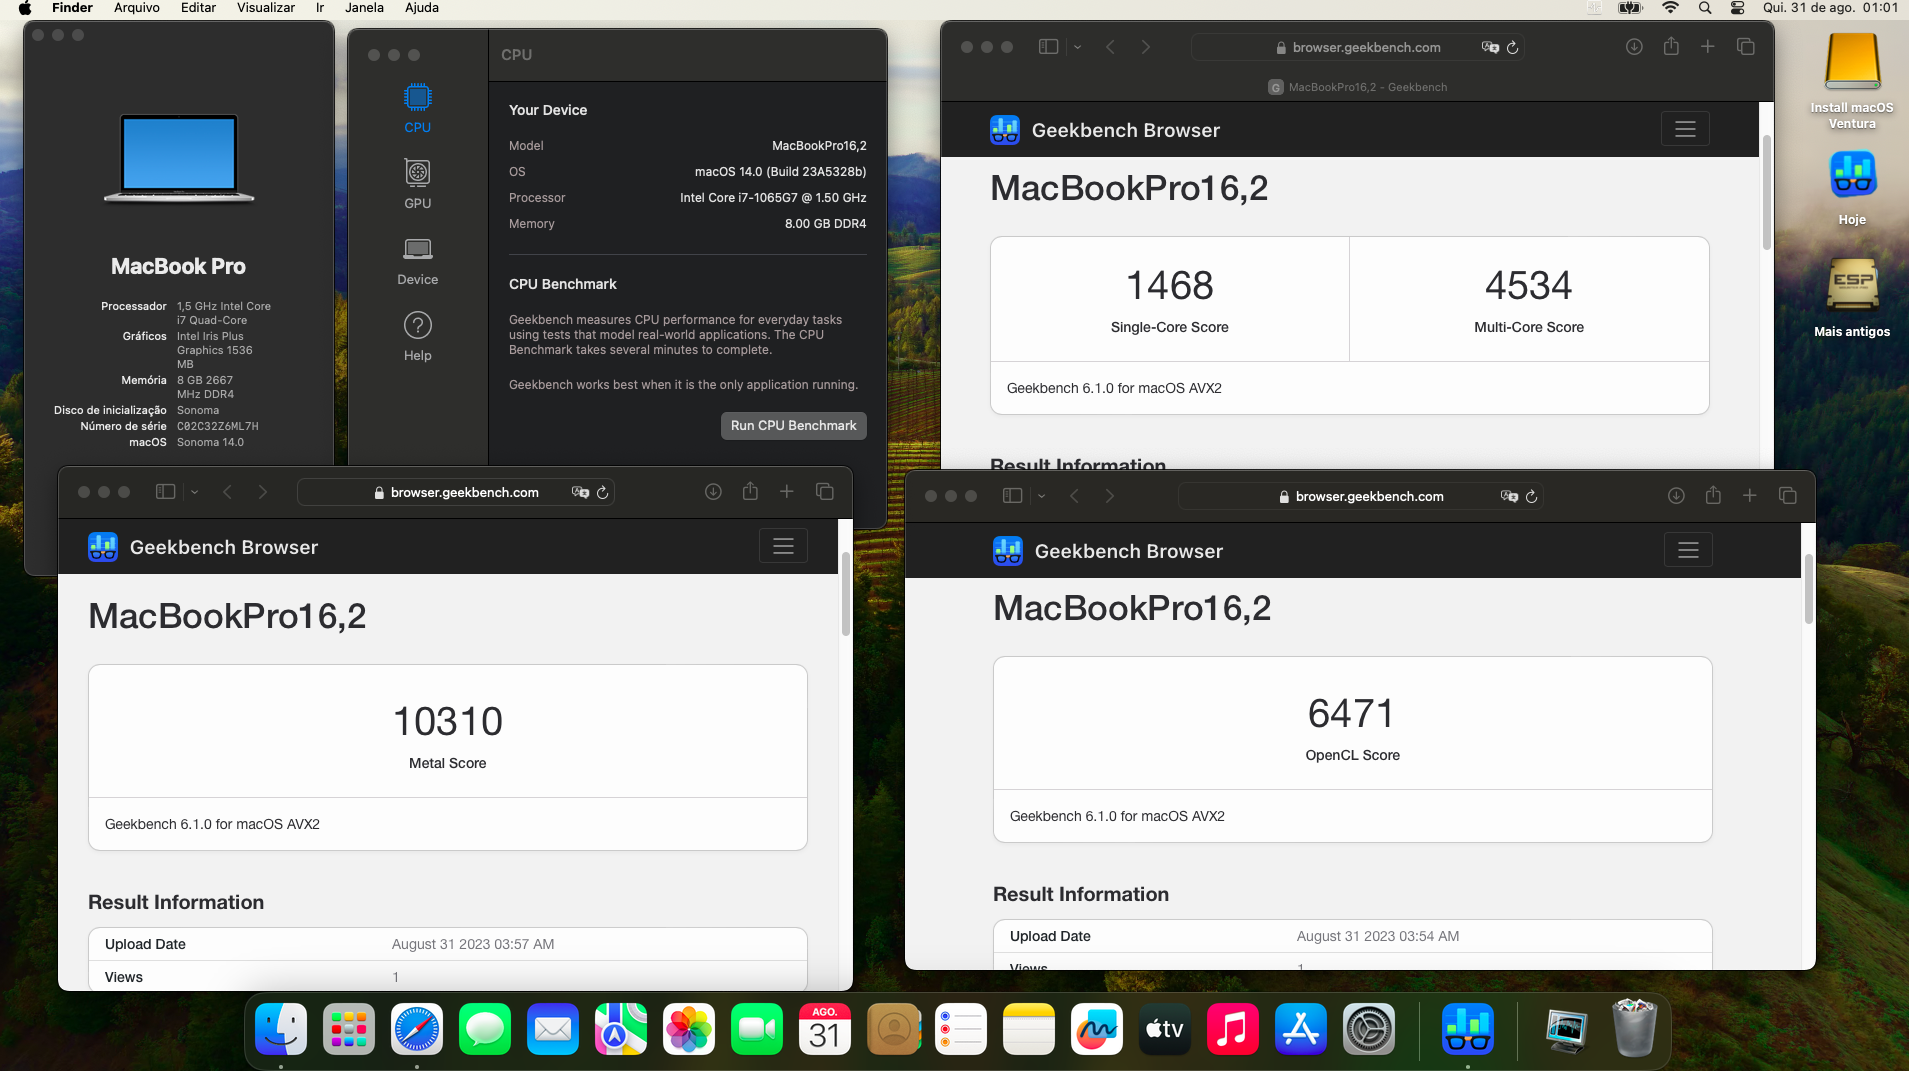 Finder Arquivo Editar Visualizar Ir Janela Ajuda
Qui. 31 de ago. 01:01
MacBook Pro
Processador 1,5 GHz Intel Core
i7 Quad-Core
Gráficos Intel Iris Plus
Graphics 1536
MB
Memória 8 GB 2667
MHz DDR4
Disco de inicialização Sonoma
Número de série C02C32Z6ML7H
macOS Sonoma 14.0
CPU
GPU
Device
Help
CPU
Your Device
Model MacBookPro16,2
OS macOS 14.0 (Build 23A5328b)
Processor Intel Core i7-1065G7 @ 1.50 GHz
Memory 8.00 GB DDR4
CPU Benchmark
Geekbench measures CPU performance for everyday tasks
using tests that model real-world applications. The CPU
Benchmark takes several minutes to complete.
Geekbench works best when it is the only application running.
Run CPU Benchmark
browser.geekbench.com
G MacBookPro16,2 - Geekbench
Geekbench Browser
MacBookPro16,2
1468
Single-Core Score
4534
Multi-Core Score
Geekbench 6.1.0 for macOS AVX2
Result Information
Install macOS
Ventura
Hoje
ESP
Mais antigos
browser.geekbench.com
Geekbench Browser
MacBookPro16,2
10310
Metal Score
Geekbench 6.1.0 for macOS AVX2
Result Information
Upload Date August 31 2023 03:57 AM
Views 1
browser.geekbench.com
Geekbench Browser
MacBookPro16,2
6471
OpenCL Score
Geekbench 6.1.0 for macOS AVX2
Result Information
Upload Date August 31 2023 03:54 AM
Views 1
AGO.
31
tv